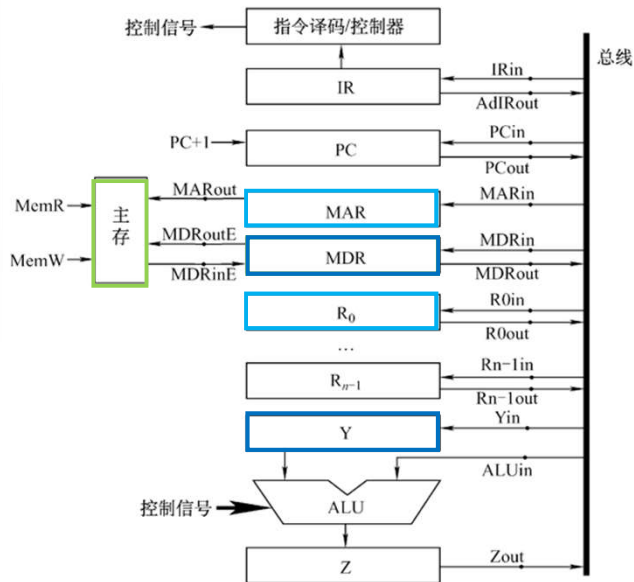 控制信号
指令译码/控制器
总线
IRin
IR
AdIRout
PC+1
PC
PCin
PCout
MemR
主存
MARout
MAR
MARin
MemW
MDRoutE
MDR
MDRin
MDRinE
MDRout
R₀
R0in
R0out
…
Rₙ₋₁
Rn-1in
Rn-1out
Y
Yin
ALUin
控制信号
ALU
Z
Zout